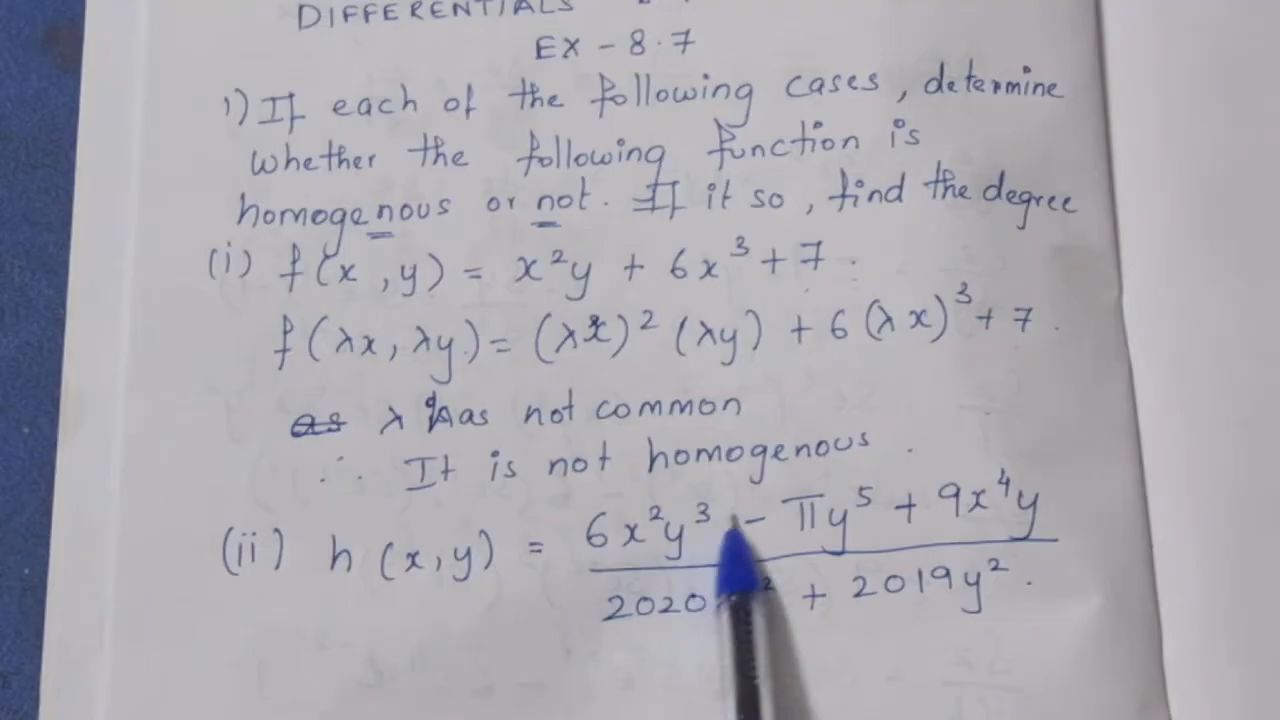 DIFFERENTIALS
EX - 8.7
1) If each of the following cases, determine
whether the following function is
homogenous or not. If it so, find the degree
(i) f(x, y) = x²y + 6x³ + 7.
f(λx, λy) = (λx)² (λy) + 6(λx)³ + 7.
λ has not common
∴ It is not homogenous.
(ii) h(x,y) = 6x²y³ - πy⁵ + 9x⁴y
2020 ² + 2019y².